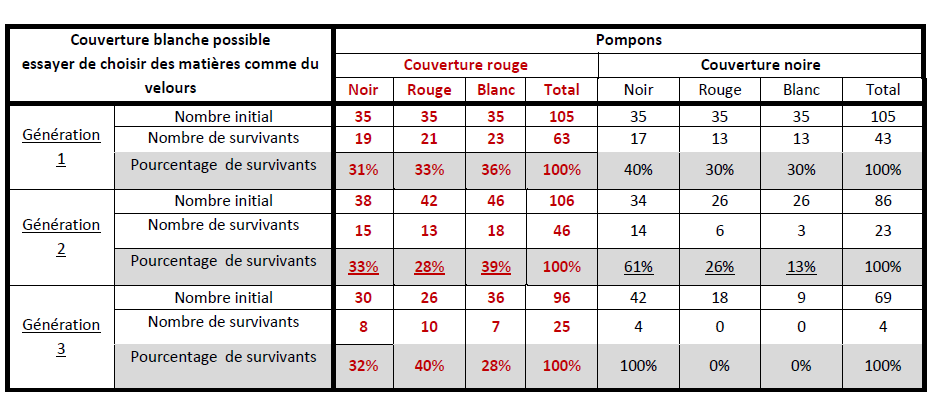 Couverture blanche possible
essayer de choisir des matières comme du
velours
Pompons
Couverture rouge Couverture noire
Noir Rouge Blanc Total Noir Rouge Blanc Total
Génération
1
Nombre initial 35 35 35 105 35 35 35 105
Nombre de survivants 19 21 23 63 17 13 13 43
Pourcentage de survivants 31% 33% 36% 100% 40% 30% 30% 100%
Génération
2
Nombre initial 38 42 46 106 34 26 26 86
Nombre de survivants 15 13 18 46 14 6 3 23
Pourcentage de survivants 33% 28% 39% 100% 61% 26% 13% 100%
Génération
3
Nombre initial 30 26 36 96 42 18 9 69
Nombre de survivants 8 10 7 25 4 0 0 4
Pourcentage de survivants 32% 40% 28% 100% 100% 0% 0% 100%